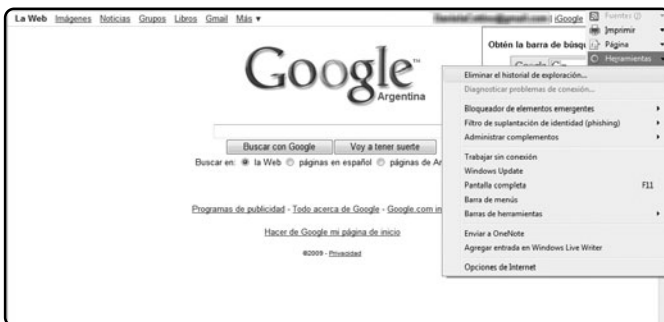 La Web Imágenes Noticias Grupos Libros Gmail Más ▼
iGoogle
Fuentes (J)
Imprimir
Página
Herramientas
Obtén la barra de búsqu
Google™
Argentina
Buscar con Google Voy a tener suerte
Buscar en: la Web páginas en español páginas de Ar
Programas de publicidad - Todo acerca de Google - Google.com in
Hacer de Google mi página de inicio
©2009 - Privacidad
Eliminar el historial de exploración...
Diagnosticar problemas de conexión...
Bloqueador de elementos emergentes
Filtro de suplantación de identidad (phishing)
Administrar complementos
Trabajar sin conexión
Windows Update
Pantalla completa F11
Barra de menús
Barras de herramientas
Enviar a OneNote
Agregar entrada en Windows Live Writer
Opciones de Internet